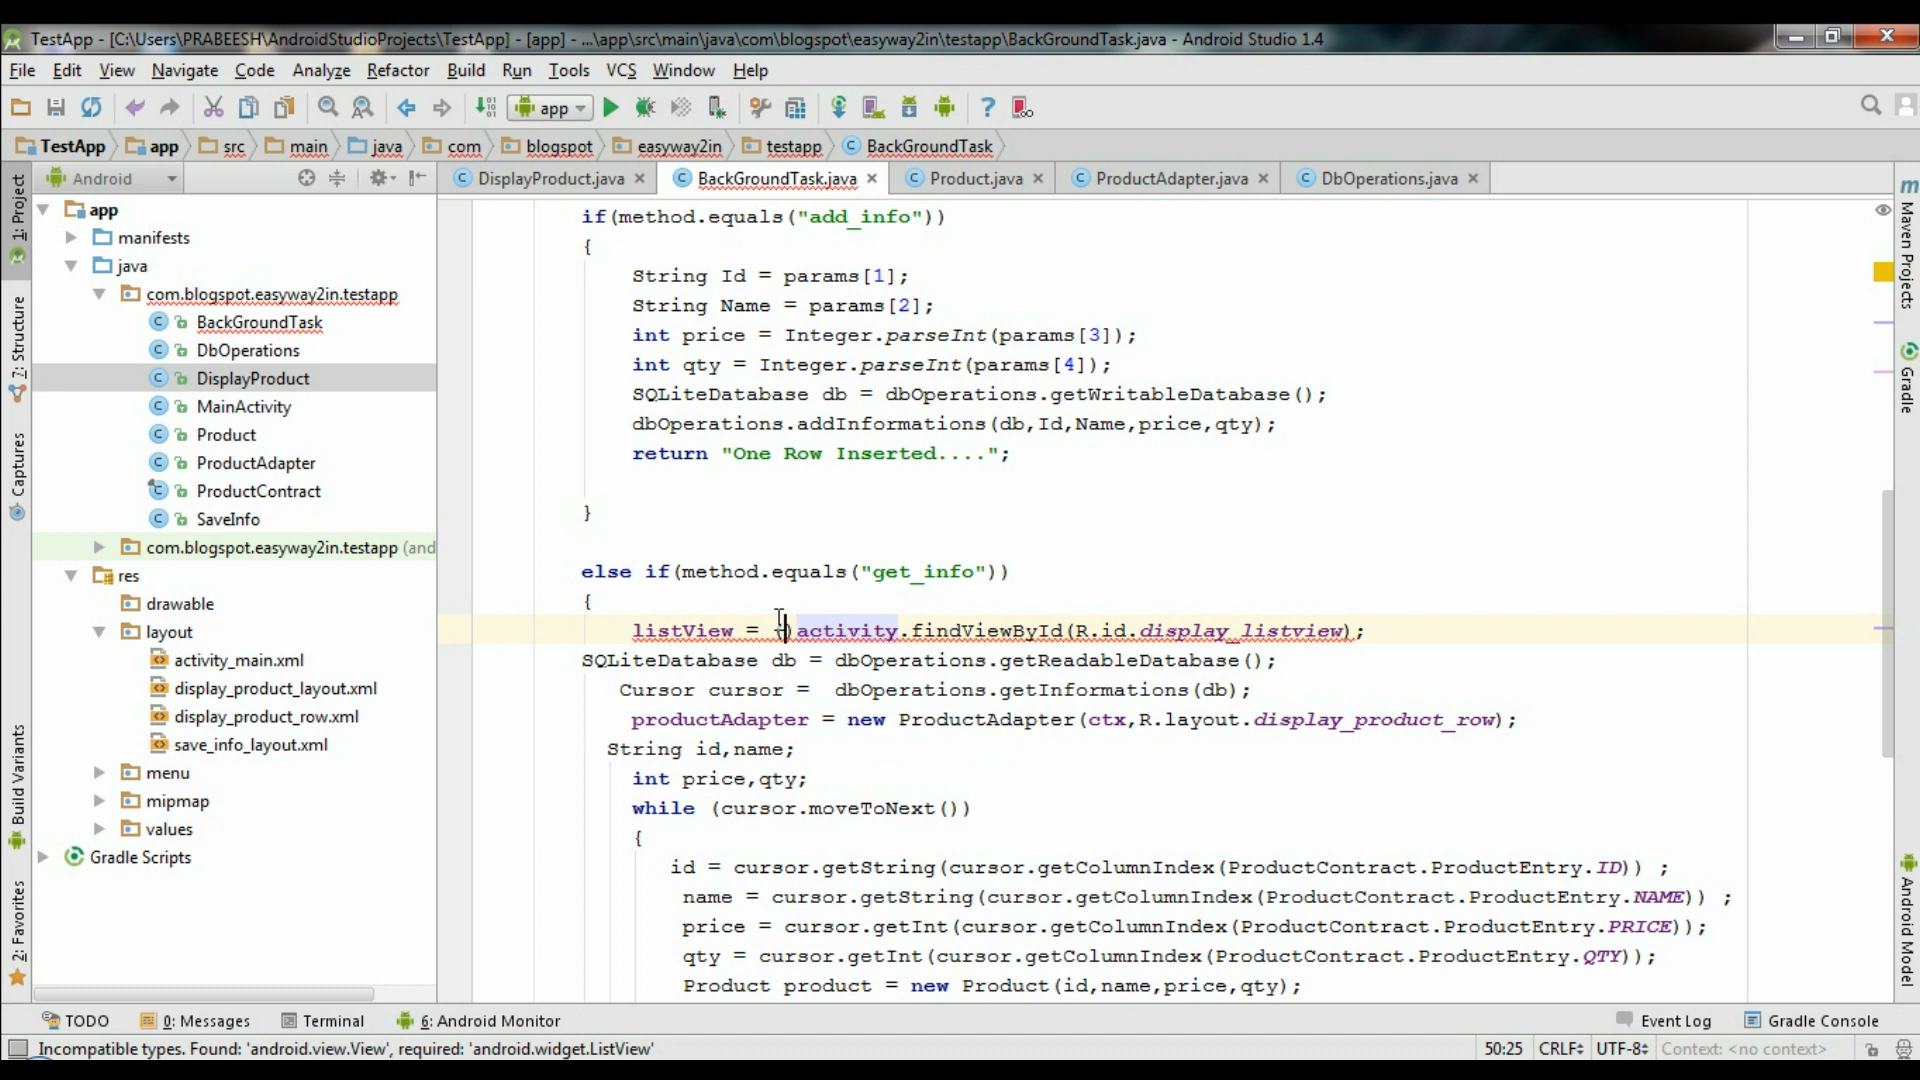 TestApp - [C:\Users\PRABEESH\AndroidStudioProjects\TestApp] - [app] - ...\app\src\main\java\com\blogspot\easyway2in\testapp\BackGroundTask.java - Android Studio 1.4
File Edit View Navigate Code Analyze Refactor Build Run Tools VCS Window Help
app
TestApp app src main java com blogspot easyway2in testapp BackGroundTask
Android
DisplayProduct.java BackGroundTask.java Product.java ProductAdapter.java DbOperations.java
1: Project
7: Structure
Captures
Build Variants
2: Favorites
app
manifests
java
com.blogspot.easyway2in.testapp
BackGroundTask
DbOperations
DisplayProduct
MainActivity
Product
ProductAdapter
ProductContract
SaveInfo
com.blogspot.easyway2in.testapp (and
res
drawable
layout
activity_main.xml
display_product_layout.xml
display_product_row.xml
save_info_layout.xml
menu
mipmap
values
Gradle Scripts
if(method.equals("add_info"))
{
String Id = params[1];
String Name = params[2];
int price = Integer.parseInt(params[3]);
int qty = Integer.parseInt(params[4]);
SQLiteDatabase db = dbOperations.getWritableDatabase();
dbOperations.addInformations(db,Id,Name,price,qty);
return "One Row Inserted....";
}
else if(method.equals("get_info"))
{
listView = ()activity.findViewById(R.id.display_listview);
SQLiteDatabase db = dbOperations.getReadableDatabase();
Cursor cursor =  dbOperations.getInformations(db);
productAdapter = new ProductAdapter(ctx,R.layout.display_product_row);
String id,name;
int price,qty;
while (cursor.moveToNext())
{
id = cursor.getString(cursor.getColumnIndex(ProductContract.ProductEntry.ID)) ;
name = cursor.getString(cursor.getColumnIndex(ProductContract.ProductEntry.NAME)) ;
price = cursor.getInt(cursor.getColumnIndex(ProductContract.ProductEntry.PRICE));
qty = cursor.getInt(cursor.getColumnIndex(ProductContract.ProductEntry.QTY));
Product product = new Product(id,name,price,qty);
m Maven Projects
Gradle
Android Model
TODO 0: Messages Terminal 6: Android Monitor Event Log Gradle Console
Incompatible types. Found: 'android.view.View', required: 'android.widget.ListView' 50:25 CRLF UTF-8 Context: <no context>